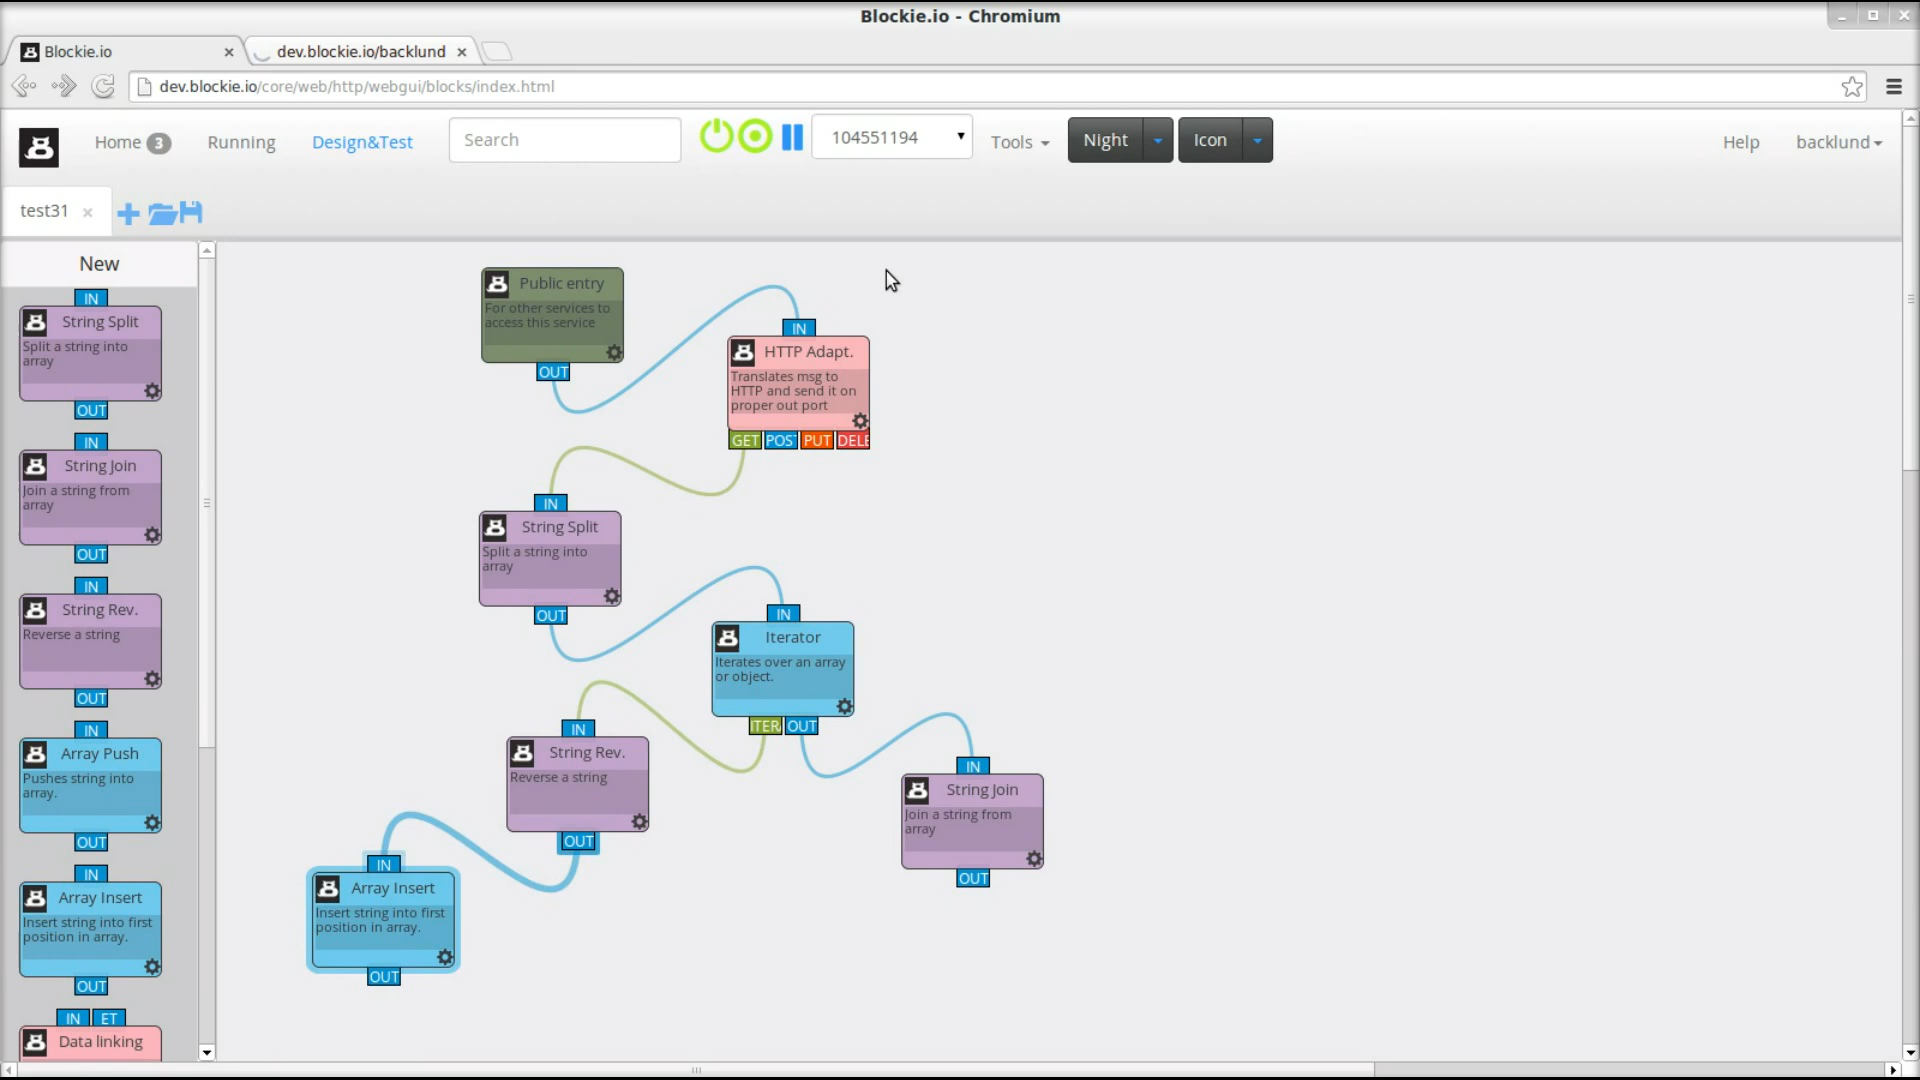 Blockie.io - Chromium
Blockie.io
dev.blockie.io/backlund
dev.blockie.io/core/web/http/webgui/blocks/index.html
Home 3
Running
Design&Test
Search
104551194
Tools
Night
Icon
Help
backlund
test31
New
IN
String Split
Split a string into
array
OUT
IN
String Join
Join a string from
array
OUT
IN
String Rev.
Reverse a string
OUT
IN
Array Push
Pushes string into
array.
OUT
IN
Array Insert
Insert string into first
position in array.
OUT
IN ET
Data linking
Public entry
For other services to
access this service
OUT
IN
HTTP Adapt.
Translates msg to
HTTP and send it on
proper out port
GET POST PUT DELE
IN
String Split
Split a string into
array
OUT
IN
Iterator
Iterates over an array
or object.
ITER OUT
IN
String Rev.
Reverse a string
OUT
IN
String Join
Join a string from
array
OUT
IN
Array Insert
Insert string into first
position in array.
OUT